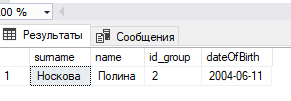 00 %
Результаты Сообщения
surname name id_group dateOfBirth
1 Носкова Полина 2 2004-06-11